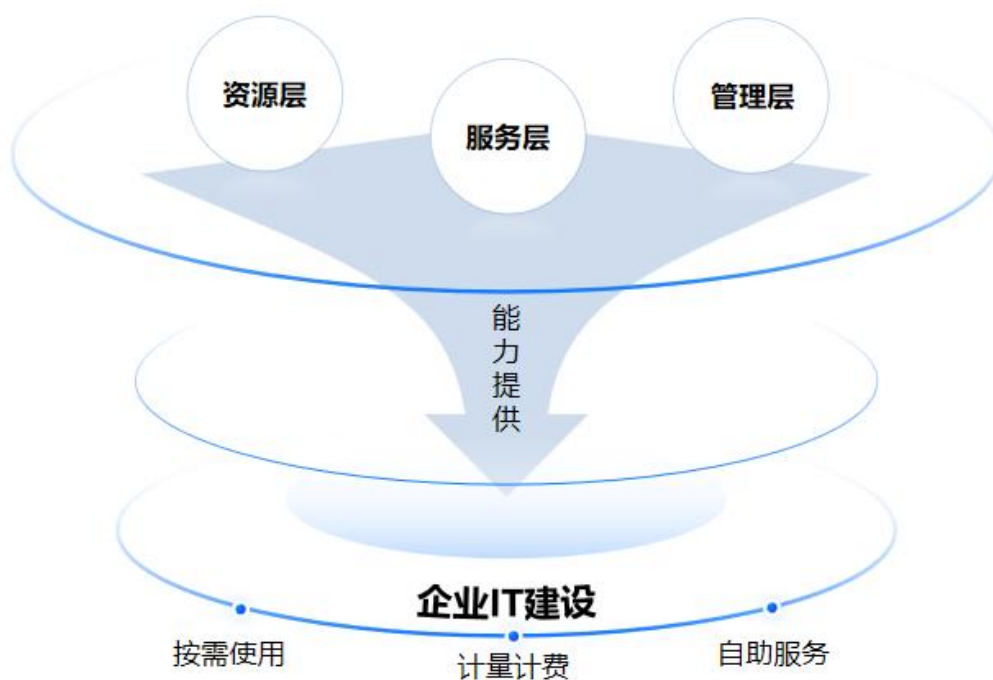 资源层
服务层
管理层
能力提供
企业IT建设
按需使用
计量计费
自助服务